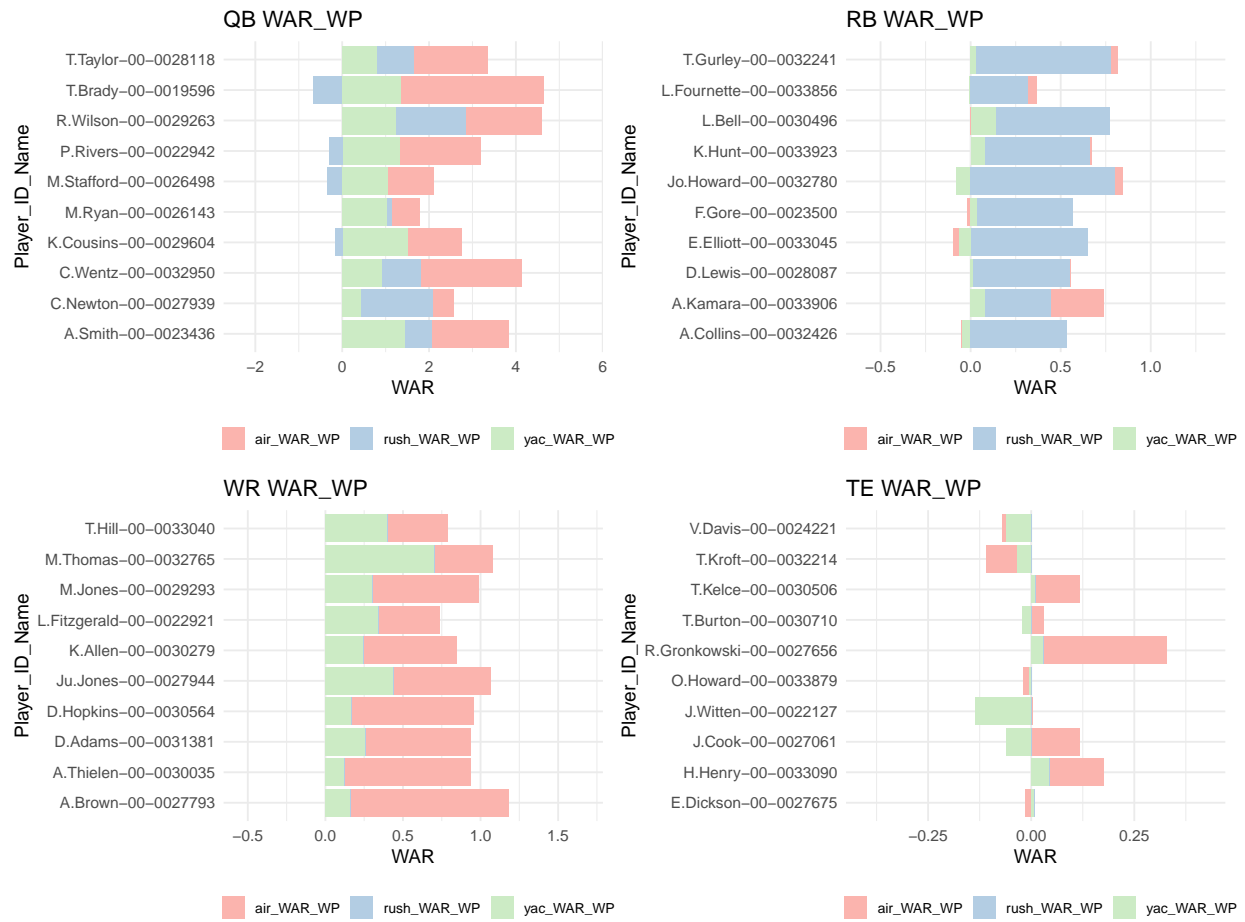 QB WAR_WP
Player_ID_Name
T.Taylor−00−0028118
T.Brady−00−0019596
R.Wilson−00−0029263
P.Rivers−00−0022942
M.Stafford−00−0026498
M.Ryan−00−0026143
K.Cousins−00−0029604
C.Wentz−00−0032950
C.Newton−00−0027939
A.Smith−00−0023436
−2 0 2 4 6
WAR
air_WAR_WP rush_WAR_WP yac_WAR_WP
RB WAR_WP
Player_ID_Name
T.Gurley−00−0032241
L.Fournette−00−0033856
L.Bell−00−0030496
K.Hunt−00−0033923
Jo.Howard−00−0032780
F.Gore−00−0023500
E.Elliott−00−0033045
D.Lewis−00−0028087
A.Kamara−00−0033906
A.Collins−00−0032426
−0.5 0.0 0.5 1.0
WAR
air_WAR_WP rush_WAR_WP yac_WAR_WP
WR WAR_WP
Player_ID_Name
T.Hill−00−0033040
M.Thomas−00−0032765
M.Jones−00−0029293
L.Fitzgerald−00−0022921
K.Allen−00−0030279
Ju.Jones−00−0027944
D.Hopkins−00−0030564
D.Adams−00−0031381
A.Thielen−00−0030035
A.Brown−00−0027793
−0.5 0.0 0.5 1.0 1.5
WAR
air_WAR_WP rush_WAR_WP yac_WAR_WP
TE WAR_WP
Player_ID_Name
V.Davis−00−0024221
T.Kroft−00−0032214
T.Kelce−00−0030506
T.Burton−00−0030710
R.Gronkowski−00−0027656
O.Howard−00−0033879
J.Witten−00−0022127
J.Cook−00−0027061
H.Henry−00−0033090
E.Dickson−00−0027675
−0.25 0.00 0.25
WAR
air_WAR_WP rush_WAR_WP yac_WAR_WP